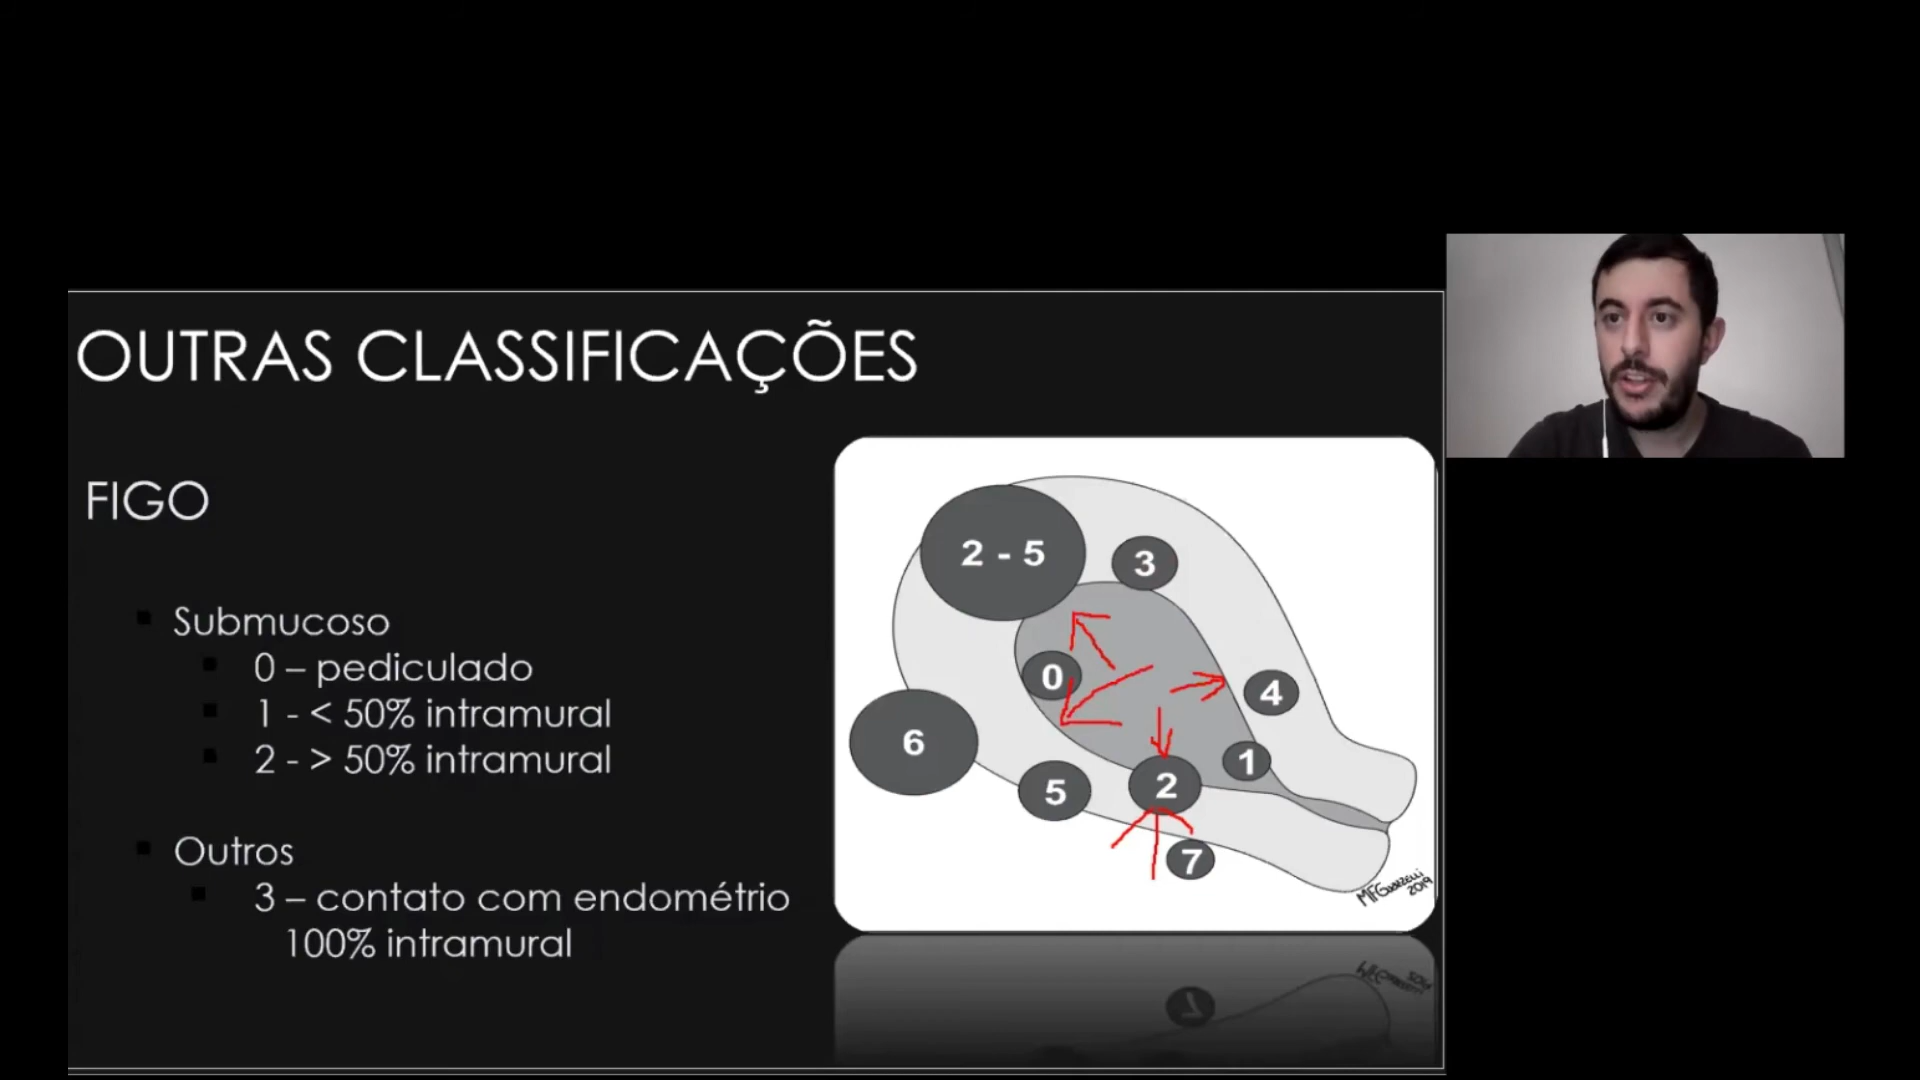 OUTRAS CLASSIFICAÇÕES
FIGO
Submucoso
0 – pediculado
1 - < 50% intramural
2 - > 50% intramural
Outros
3 – contato com endométrio
100% intramural
2 - 5
3
0
4
6
1
5
2
7
2019